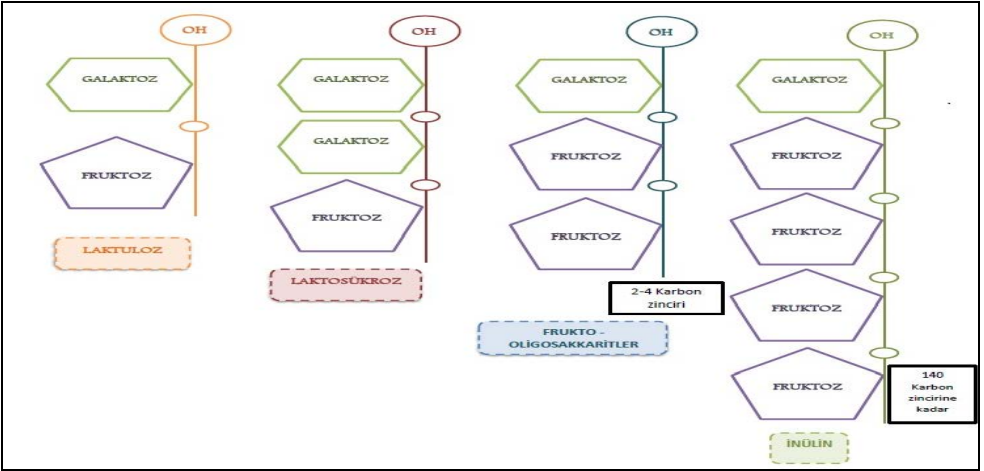 OH
GALAKTOZ
FRUKTOZ
LAKTULOZ
OH
GALAKTOZ
GALAKTOZ
FRUKTOZ
LAKTOSÜKROZ
OH
GALAKTOZ
FRUKTOZ
FRUKTOZ
2-4 Karbon
zinciri
FRUKTO -
OLİGOSAKKARİTLER
OH
GALAKTOZ
FRUKTOZ
FRUKTOZ
FRUKTOZ
FRUKTOZ
140
Karbon
zincirine
kadar
İNÜLİN